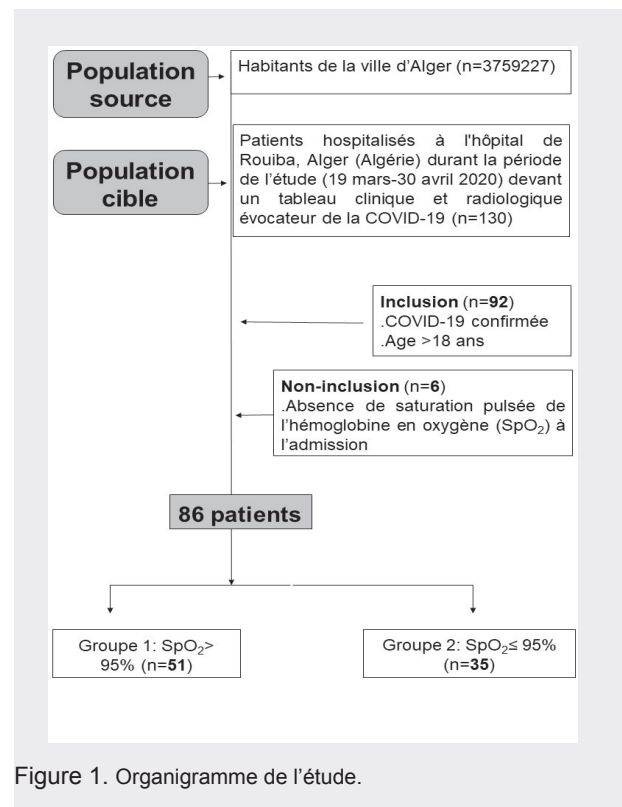 Population
source
Habitants de la ville d'Alger (n=3759227)
Population
cible
Patients hospitalisés à l'hôpital de
Rouiba, Alger (Algérie) durant la période
de l'étude (19 mars-30 avril 2020) devant
un tableau clinique et radiologique
évocateur de la COVID-19 (n=130)
Inclusion (n=92)
.COVID-19 confirmée
.Age >18 ans
Non-inclusion (n=6)
.Absence de saturation pulsée de
l'hémoglobine en oxygène (SpO₂) à
l'admission
86 patients
Groupe 1: SpO₂>
95% (n=51)
Groupe 2: SpO₂≤ 95%
(n=35)
Figure 1. Organigramme de l'étude.